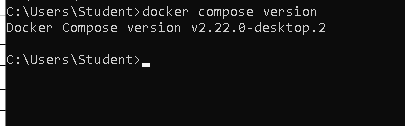 C:\Users\Student>docker compose version
Docker Compose version v2.22.0-desktop.2
C:\Users\Student>